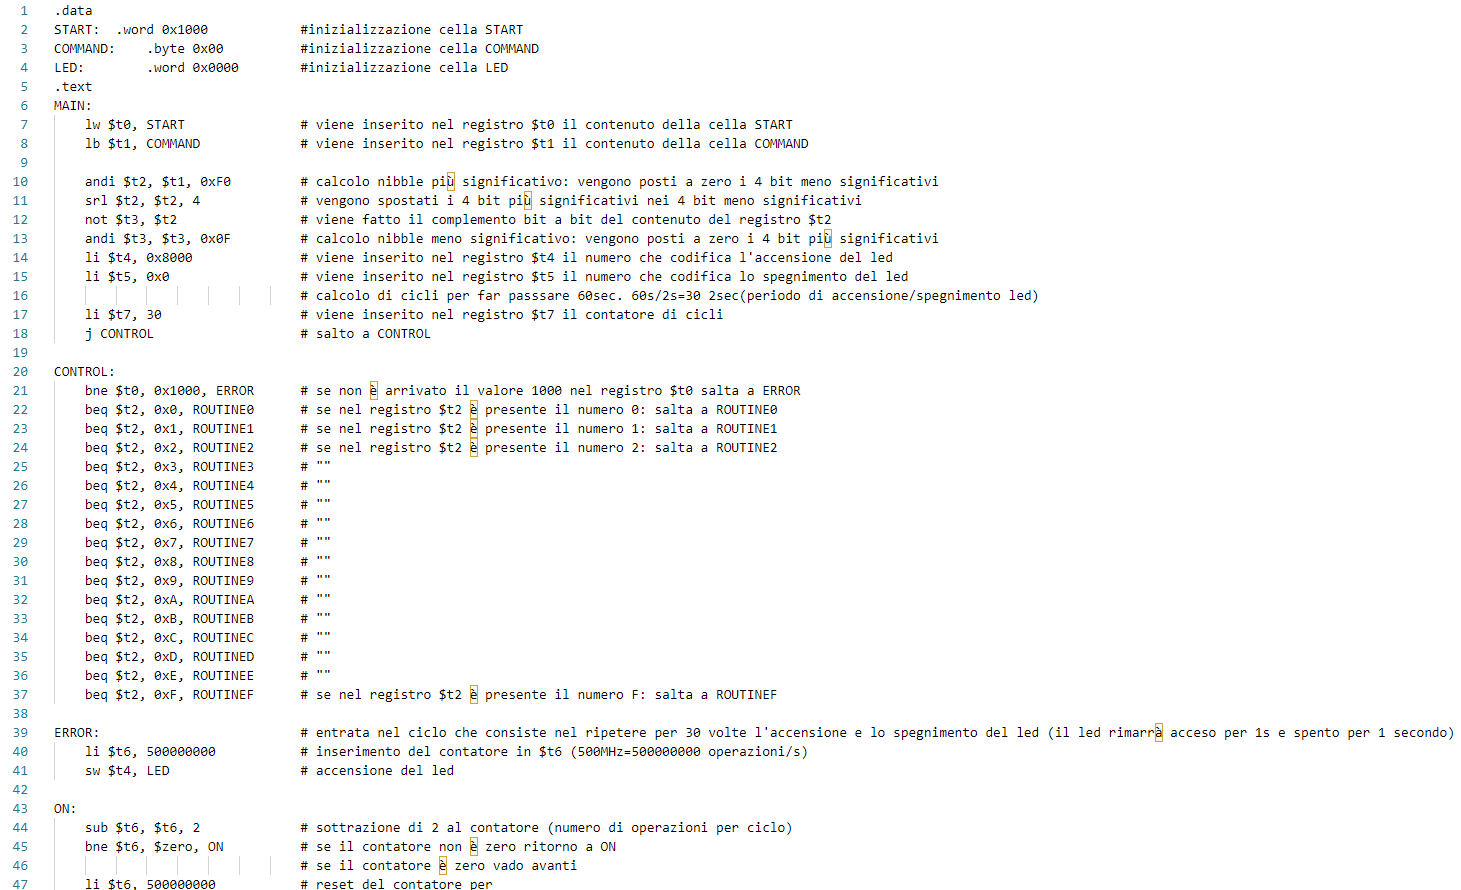 1 .data
2 START: .word 0x1000 #inizializzazione cella START
3 COMMAND: .byte 0x00 #inizializzazione cella COMMAND
4 LED: .word 0x0000 #inizializzazione cella LED
5 .text
6 MAIN:
7 lw $t0, START # viene inserito nel registro $t0 il contenuto della cella START
8 lb $t1, COMMAND # viene inserito nel registro $t1 il contenuto della cella COMMAND
9
10 andi $t2, $t1, 0xF0 # calcolo nibble più significativo: vengono posti a zero i 4 bit meno significativi
11 srl $t2, $t2, 4 # vengono spostati i 4 bit più significativi nei 4 bit meno significativi
12 not $t3, $t2 # viene fatto il complemento bit a bit del contenuto del registro $t2
13 andi $t3, $t3, 0x0F # calcolo nibble meno significativo: vengono posti a zero i 4 bit più significativi
14 li $t4, 0x8000 # viene inserito nel registro $t4 il numero che codifica l'accensione del led
15 li $t5, 0x0 # viene inserito nel registro $t5 il numero che codifica lo spegnimento del led
16 # calcolo di cicli per far passsare 60sec. 60s/2s=30 2sec(periodo di accensione/spegnimento led)
17 li $t7, 30 # viene inserito nel registro $t7 il contatore di cicli
18 j CONTROL # salto a CONTROL
19
20 CONTROL:
21 bne $t0, 0x1000, ERROR # se non è arrivato il valore 1000 nel registro $t0 salta a ERROR
22 beq $t2, 0x0, ROUTINE0 # se nel registro $t2 è presente il numero 0: salta a ROUTINE0
23 beq $t2, 0x1, ROUTINE1 # se nel registro $t2 è presente il numero 1: salta a ROUTINE1
24 beq $t2, 0x2, ROUTINE2 # se nel registro $t2 è presente il numero 2: salta a ROUTINE2
25 beq $t2, 0x3, ROUTINE3 # ""
26 beq $t2, 0x4, ROUTINE4 # ""
27 beq $t2, 0x5, ROUTINE5 # ""
28 beq $t2, 0x6, ROUTINE6 # ""
29 beq $t2, 0x7, ROUTINE7 # ""
30 beq $t2, 0x8, ROUTINE8 # ""
31 beq $t2, 0x9, ROUTINE9 # ""
32 beq $t2, 0xA, ROUTINEA # ""
33 beq $t2, 0xB, ROUTINEB # ""
34 beq $t2, 0xC, ROUTINEC # ""
35 beq $t2, 0xD, ROUTINED # ""
36 beq $t2, 0xE, ROUTINEE # ""
37 beq $t2, 0xF, ROUTINEF # se nel registro $t2 è presente il numero F: salta a ROUTINEF
38
39 ERROR: # entrata nel ciclo che consiste nel ripetere per 30 volte l'accensione e lo spegnimento del led (il led rimarrà acceso per 1s e spento per 1 secondo)
40 li $t6, 500000000 # inserimento del contatore in $t6 (500MHz=500000000 operazioni/s)
41 sw $t4, LED # accensione del led
42
43 ON:
44 sub $t6, $t6, 2 # sottrazione di 2 al contatore (numero di operazioni per ciclo)
45 bne $t6, $zero, ON # se il contatore non è zero ritorno a ON
46 # se il contatore è zero vado avanti
47 li $t6, 500000000 # reset del contatore per